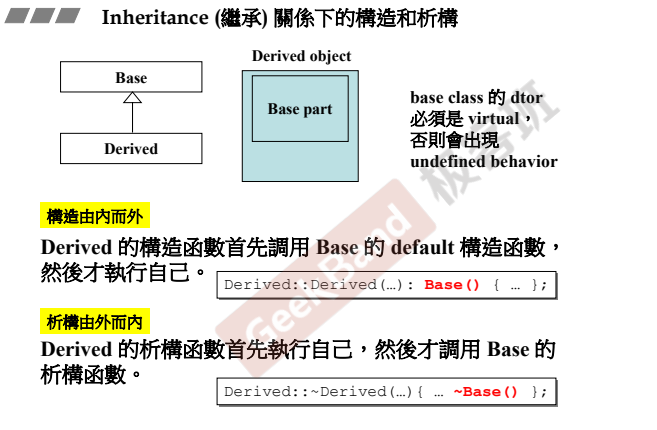 Inheritance (繼承) 關係下的構造和析構
Derived object
Base
Base part
Derived
base class 的 dtor
必須是 virtual，
否則會出現
undefined behavior
構造由內而外
Derived 的構造函數首先調用 Base 的 default 構造函數，
然後才執行自己。
Derived::Derived(…): Base() { … };
析構由外而內
Derived 的析構函數首先執行自己，然後才調用 Base 的
析構函數。
Derived::~Derived(…){ … ~Base() };
GeekBand 极客班